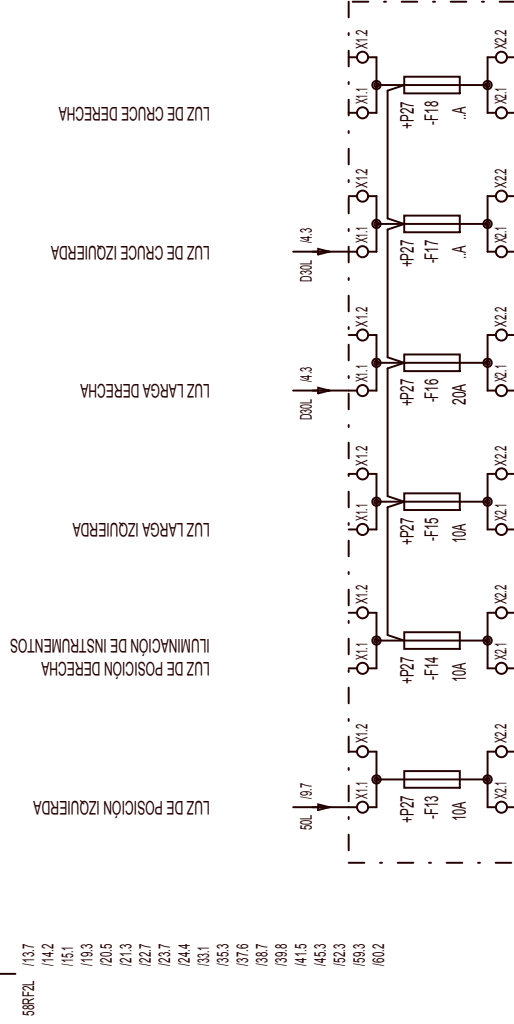 LUZ DE CRUCE DERECHA
X1.2
X1.1
+P27
-F18
..A
X2.2
X2.1
LUZ DE CRUCE IZQUIERDA
D30L /4.3
X1.2
X1.1
+P27
-F17
..A
X2.2
X2.1
LUZ LARGA DERECHA
D30L /4.3
X1.2
X1.1
+P27
-F16
20A
X2.2
X2.1
LUZ LARGA IZQUIERDA
X1.2
X1.1
+P27
-F15
10A
X2.2
X2.1
LUZ DE POSICIÓN DERECHA
ILUMINACIÓN DE INSTRUMENTOS
X1.2
X1.1
+P27
-F14
10A
X2.2
X2.1
LUZ DE POSICIÓN IZQUIERDA
50L /9.7
X1.2
X1.1
+P27
-F13
10A
X2.2
X2.1
58RF2L /13.7
/14.2
/15.1
/19.3
/20.5
/21.3
/22.7
/23.7
/24.4
/33.1
/35.3
/37.6
/38.7
/39.8
/41.5
/45.3
/52.3
/59.3
/60.2